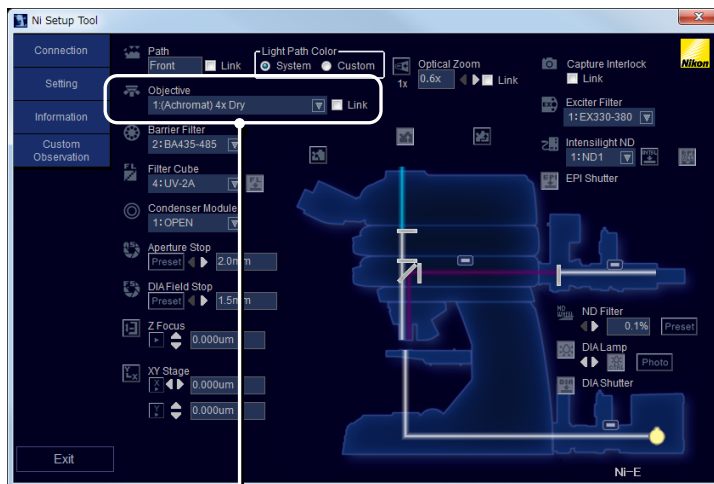 Ni Setup Tool
Connection
Setting
Information
Custom
Observation
Exit
Path
Front
Link
Light Path Color
System
Custom
Objective
1:(Achromat) 4x Dry
Link
Barrier Filter
2:BA435-485
Filter Cube
4:UV-2A
Condenser Module
1:OPEN
Aperture Stop
Preset
2.0mm
DIA Field Stop
Preset
1.5mm
Z Focus
0.000um
XY Stage
X
0.000um
Y
0.000um
Optical Zoom
1x
0.6x
Link
Capture Interlock
Link
Nikon
Exciter Filter
1:EX330-380
Intensilight ND
1:ND1
EPI Shutter
ND Filter
0.1%
Preset
DIA Lamp
Photo
DIA Shutter
Ni-E